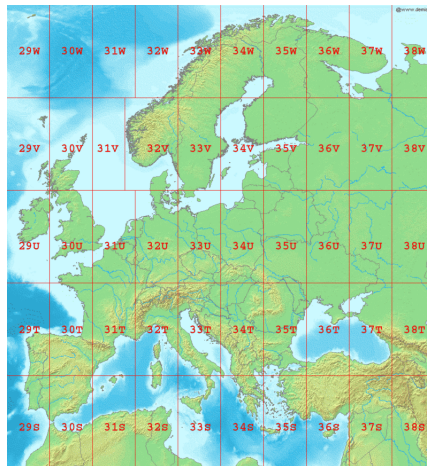 @www.demis
29W 30W 31W 32W 33W 34W 35W 36W 37W 38W
29V 30V 31V 32V 33V 34V 35V 36V 37V 38V
29U 30U 31U 32U 33U 34U 35U 36U 37U 38U
29T 30T 31T 32T 33T 34T 35T 36T 37T 38T
29S 30S 31S 32S 33S 34S 35S 36S 37S 38S